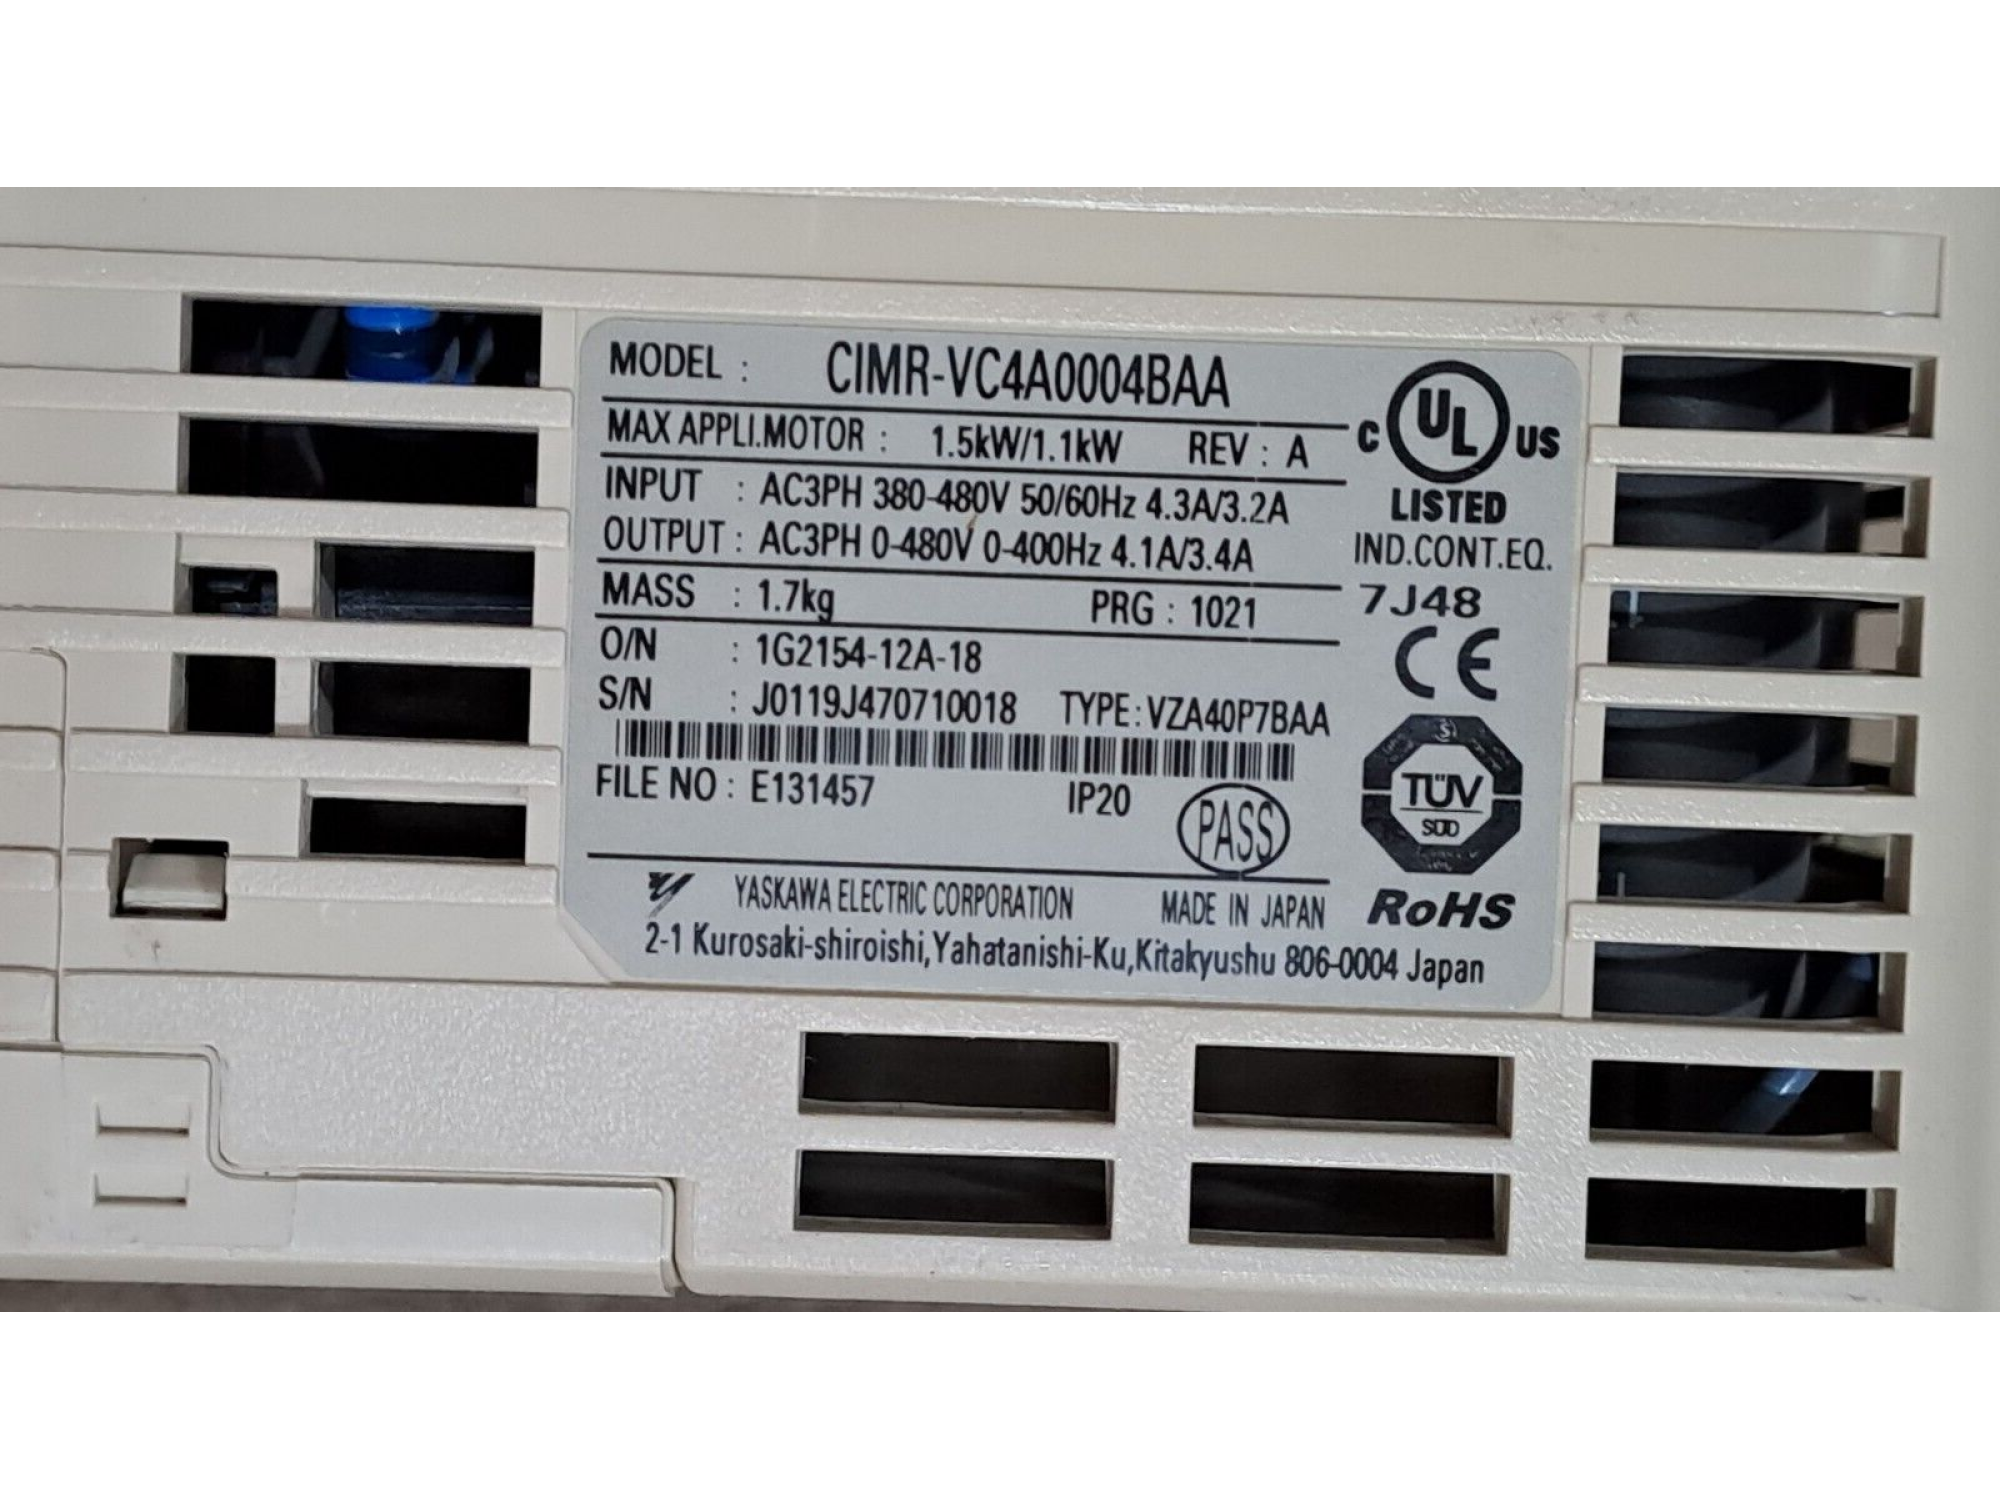 MODEL : CIMR-VC4A0004BAA
MAX APPLI.MOTOR : 1.5kW/1.1kW REV : A
INPUT : AC3PH 380-480V 50/60Hz 4.3A/3.2A
OUTPUT : AC3PH 0-480V 0-400Hz 4.1A/3.4A
MASS : 1.7kg PRG : 1021
O/N : 1G2154-12A-18
S/N : J0119J470710018 TYPE : VZA40P7BAA
FILE NO : E131457 IP20 PASS
YASKAWA ELECTRIC CORPORATION MADE IN JAPAN
2-1 Kurosaki-shiroishi,Yahatanishi-Ku,Kitakyushu 806-0004 Japan
C UL US
LISTED
IND.CONT.EQ.
7J48
CE
TÜV
SÜD
RoHS